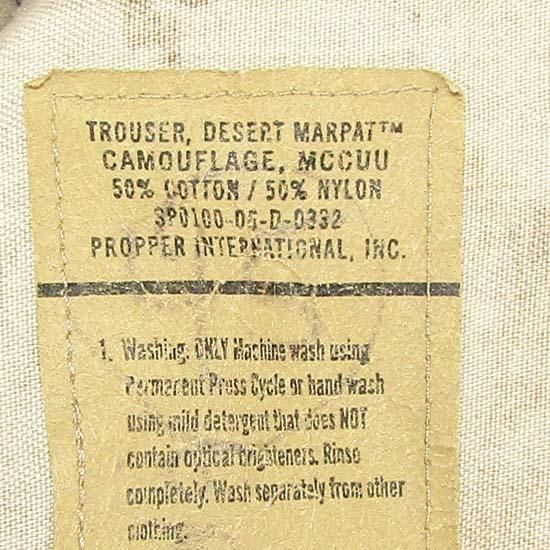 TROUSER, DESERT MARPAT™
CAMOUFLAGE, MCCUU
50% COTTON / 50% NYLON
SP0100-05-D-0332
PROPPER INTERNATIONAL, INC.
1. Washing: ONLY Machine wash using
Permanent Press Cycle or hand wash
using mild detergent that does NOT
contain optical brighteners. Rinse
completely. Wash separately from other
clothing.